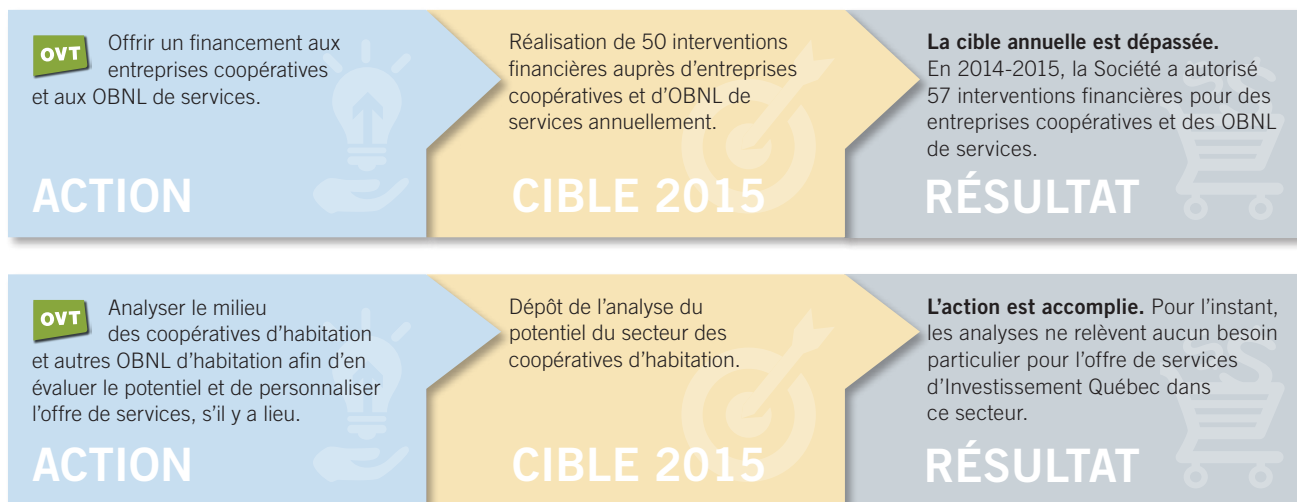 OVT Offrir un financement aux
entreprises coopératives
et aux OBNL de services.
ACTION
Réalisation de 50 interventions
financières auprès d'entreprises
coopératives et d'OBNL de
services annuellement.
CIBLE 2015
La cible annuelle est dépassée.
En 2014-2015, la Société a autorisé
57 interventions financières pour des
entreprises coopératives et des OBNL
de services.
RÉSULTAT
OVT Analyser le milieu
des coopératives d'habitation
et autres OBNL d'habitation afin d'en
évaluer le potentiel et de personnaliser
l'offre de services, s'il y a lieu.
ACTION
Dépôt de l'analyse du
potentiel du secteur des
coopératives d'habitation.
CIBLE 2015
L'action est accomplie. Pour l'instant,
les analyses ne relèvent aucun besoin
particulier pour l'offre de services
d'Investissement Québec dans
ce secteur.
RÉSULTAT